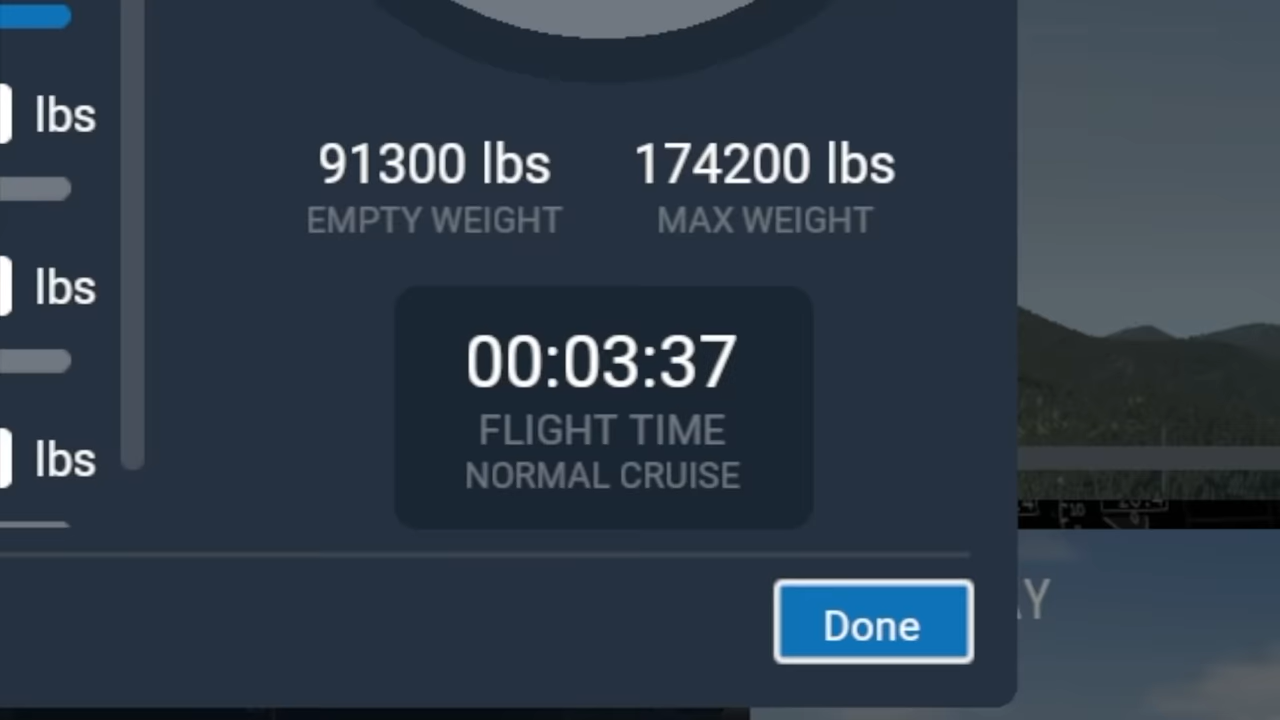 lbs
91300 lbs 174200 lbs
EMPTY WEIGHT MAX WEIGHT
lbs
00:03:37
FLIGHT TIME
lbs
NORMAL CRUISE
Done